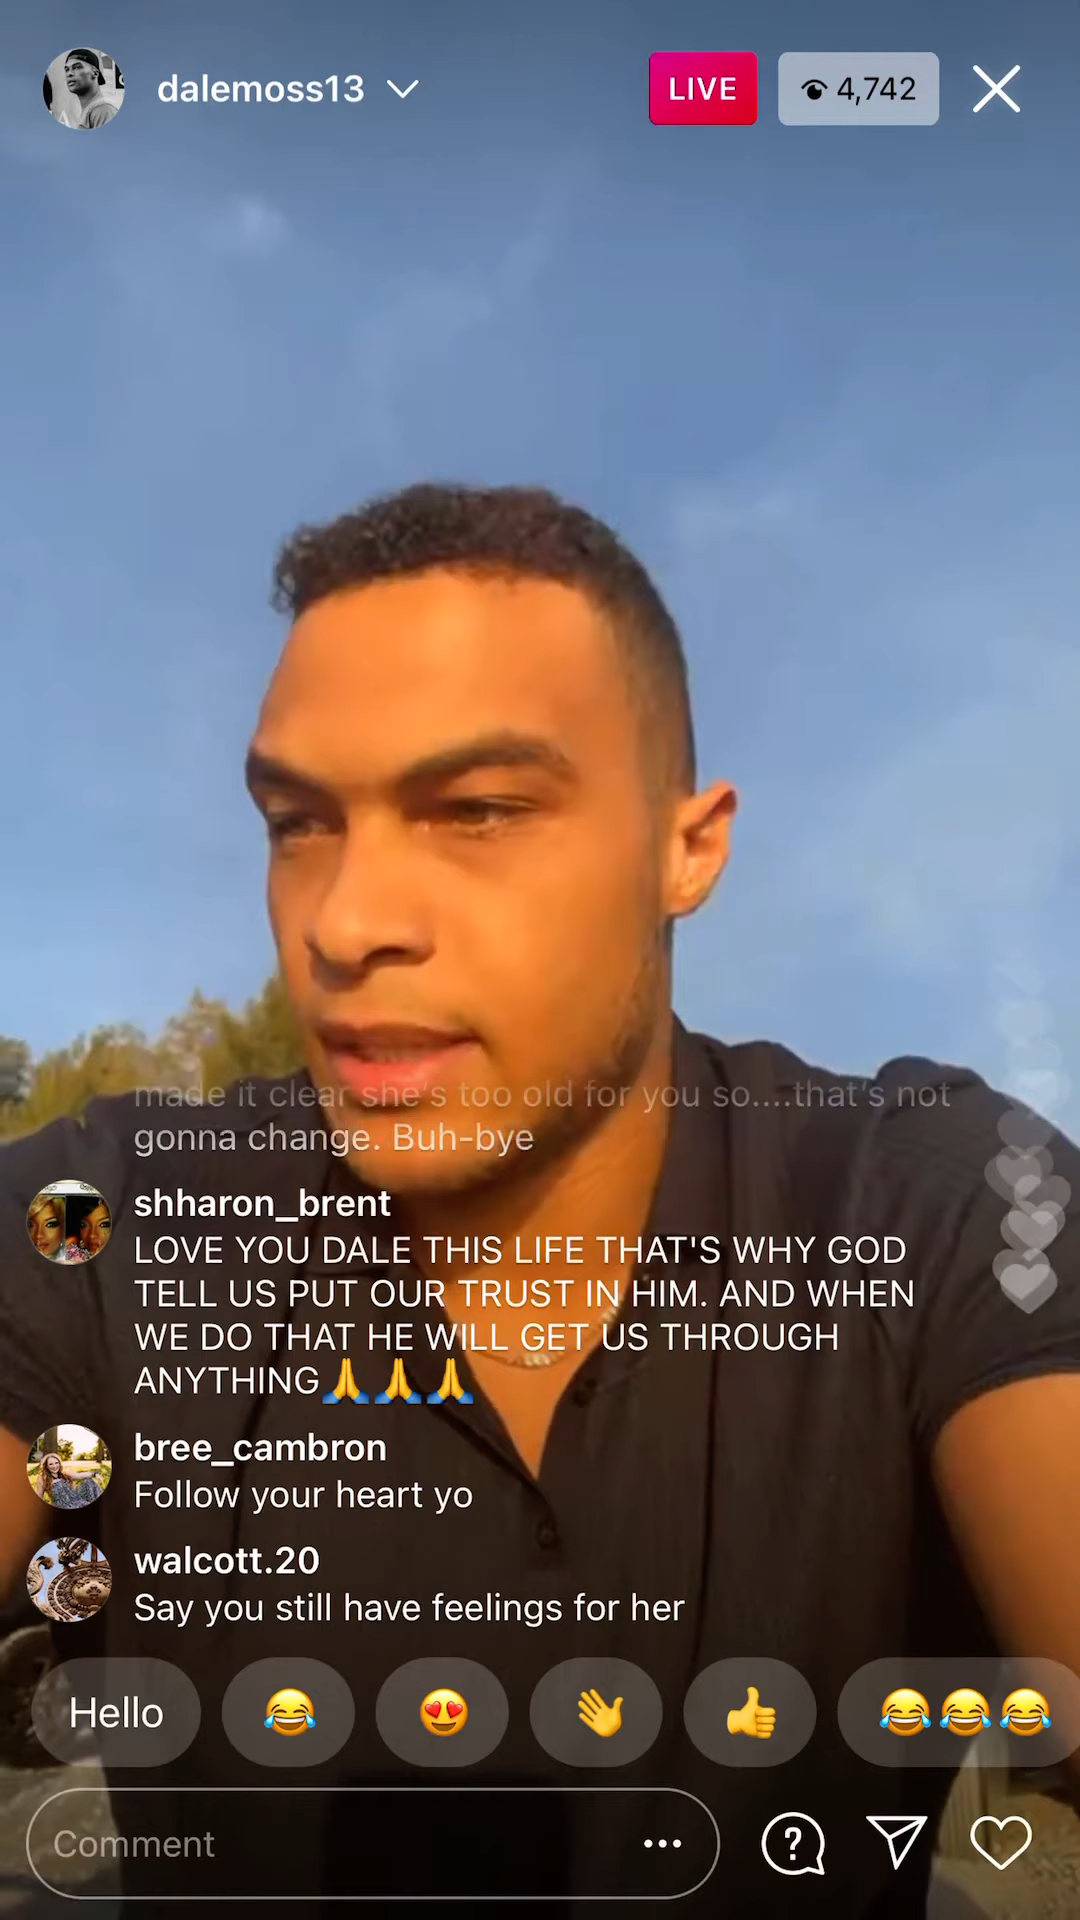 dalemoss13
LIVE
4,742
made it clear she's too old for you so....that's not
gonna change. Buh-bye
shharon_brent
LOVE YOU DALE THIS LIFE THAT'S WHY GOD
TELL US PUT OUR TRUST IN HIM. AND WHEN
WE DO THAT HE WILL GET US THROUGH
ANYTHING🙏🙏🙏
bree_cambron
Follow your heart yo
walcott.20
Say you still have feelings for her
Hello 😂 😍 👋 👍 😂😂😂
Comment ...